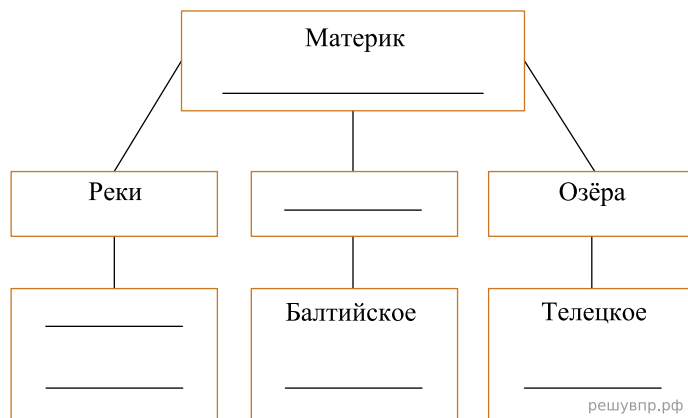 Материк
Реки
Озёра
Балтийское
Телецкое
решувпр.рф